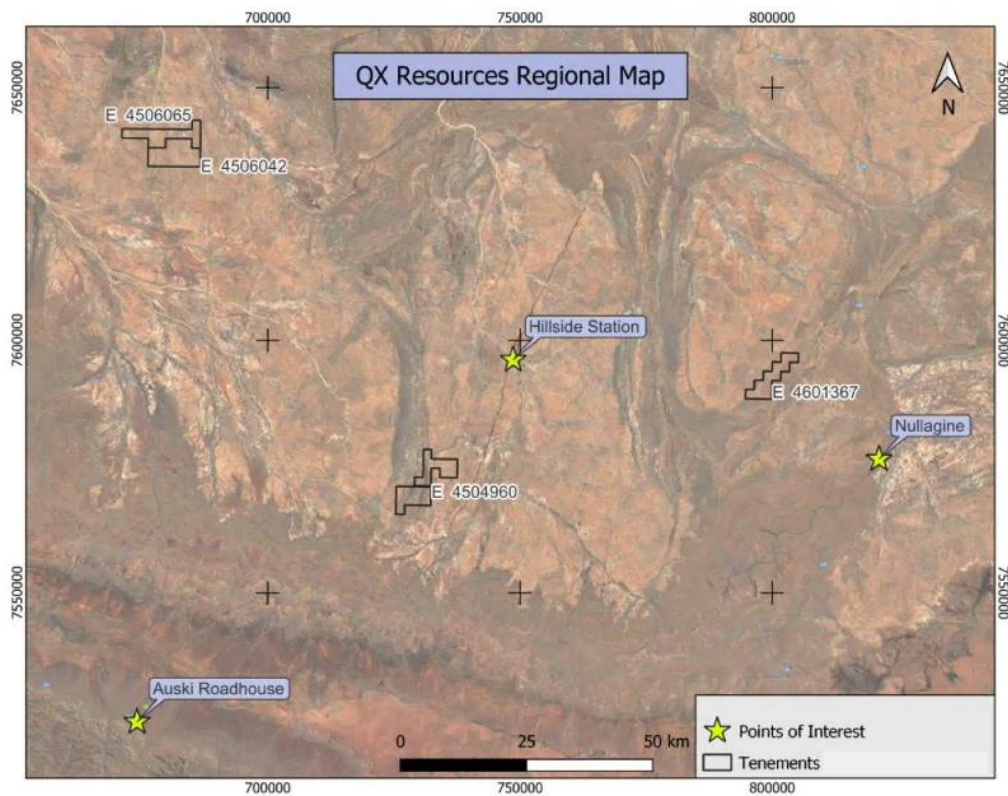 700000 750000 800000
QX Resources Regional Map
7650000
7650000
N
E 4506065
E 4506042
7600000
7600000
Hillside Station
E 4601367
Nullagine
E 4504960
7550000
7550000
Auski Roadhouse
0 25 50 km
Points of Interest
Tenements
700000 750000 800000